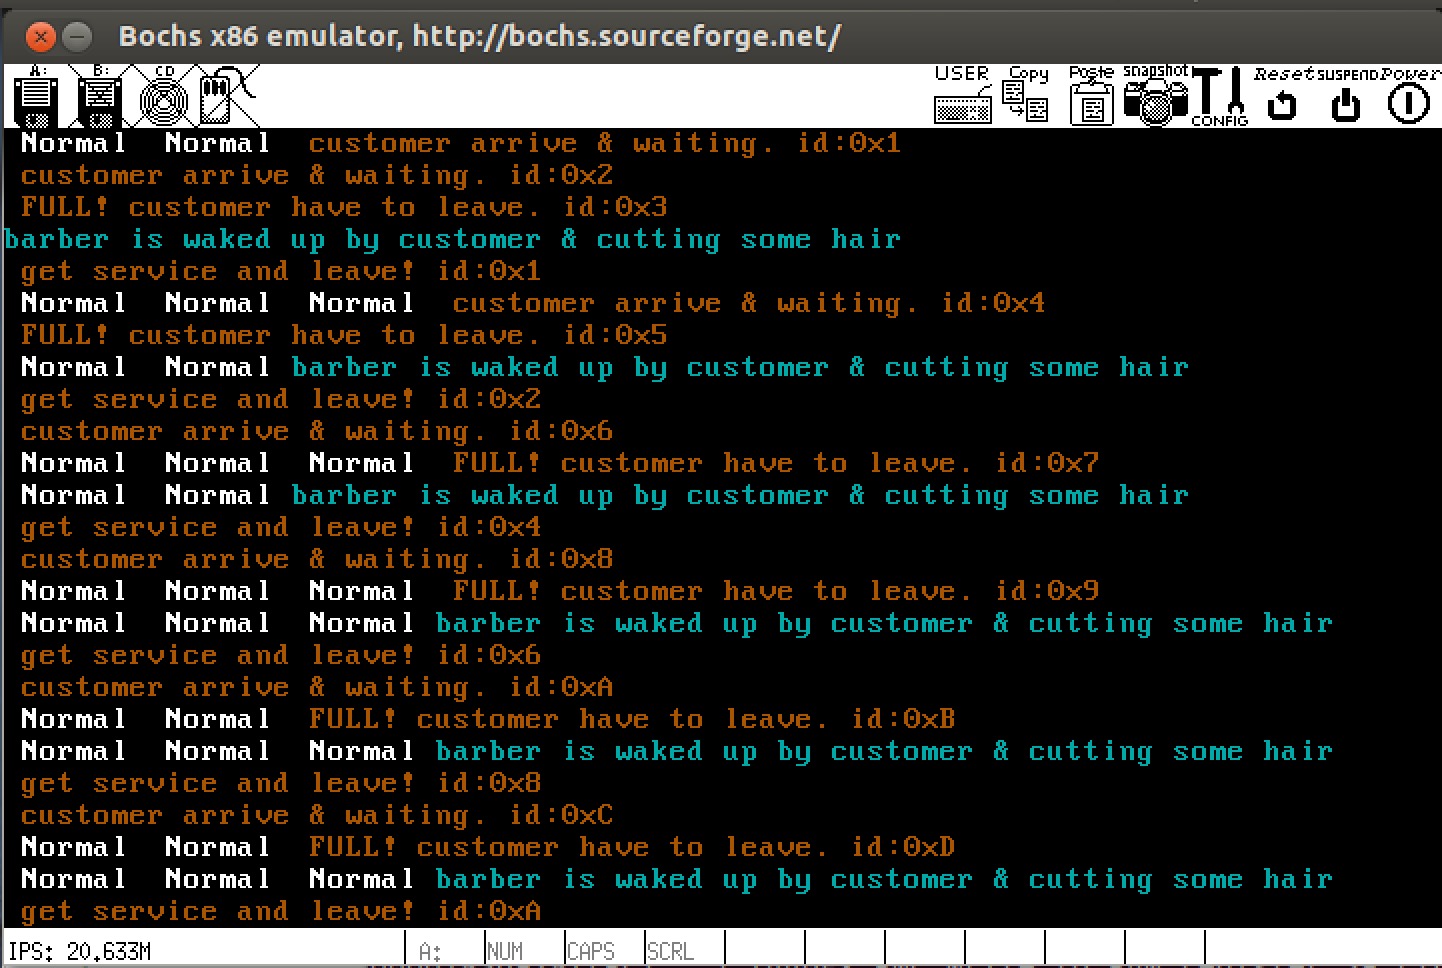 Bochs x86 emulator, http://bochs.sourceforge.net/
A: B: CD USER Copy Paste snapshot CONFIG Reset SUSPEND Power
Normal Normal customer arrive & waiting. id:0x1
customer arrive & waiting. id:0x2
FULL! customer have to leave. id:0x3
barber is waked up by customer & cutting some hair
get service and leave! id:0x1
Normal Normal Normal customer arrive & waiting. id:0x4
FULL! customer have to leave. id:0x5
Normal Normal barber is waked up by customer & cutting some hair
get service and leave! id:0x2
customer arrive & waiting. id:0x6
Normal Normal Normal FULL! customer have to leave. id:0x7
Normal Normal barber is waked up by customer & cutting some hair
get service and leave! id:0x4
customer arrive & waiting. id:0x8
Normal Normal Normal FULL! customer have to leave. id:0x9
Normal Normal Normal barber is waked up by customer & cutting some hair
get service and leave! id:0x6
customer arrive & waiting. id:0xA
Normal Normal FULL! customer have to leave. id:0xB
Normal Normal Normal barber is waked up by customer & cutting some hair
get service and leave! id:0x8
customer arrive & waiting. id:0xC
Normal Normal FULL! customer have to leave. id:0xD
Normal Normal Normal barber is waked up by customer & cutting some hair
get service and leave! id:0xA
IPS: 20.633M A: NUM CAPS SCRL